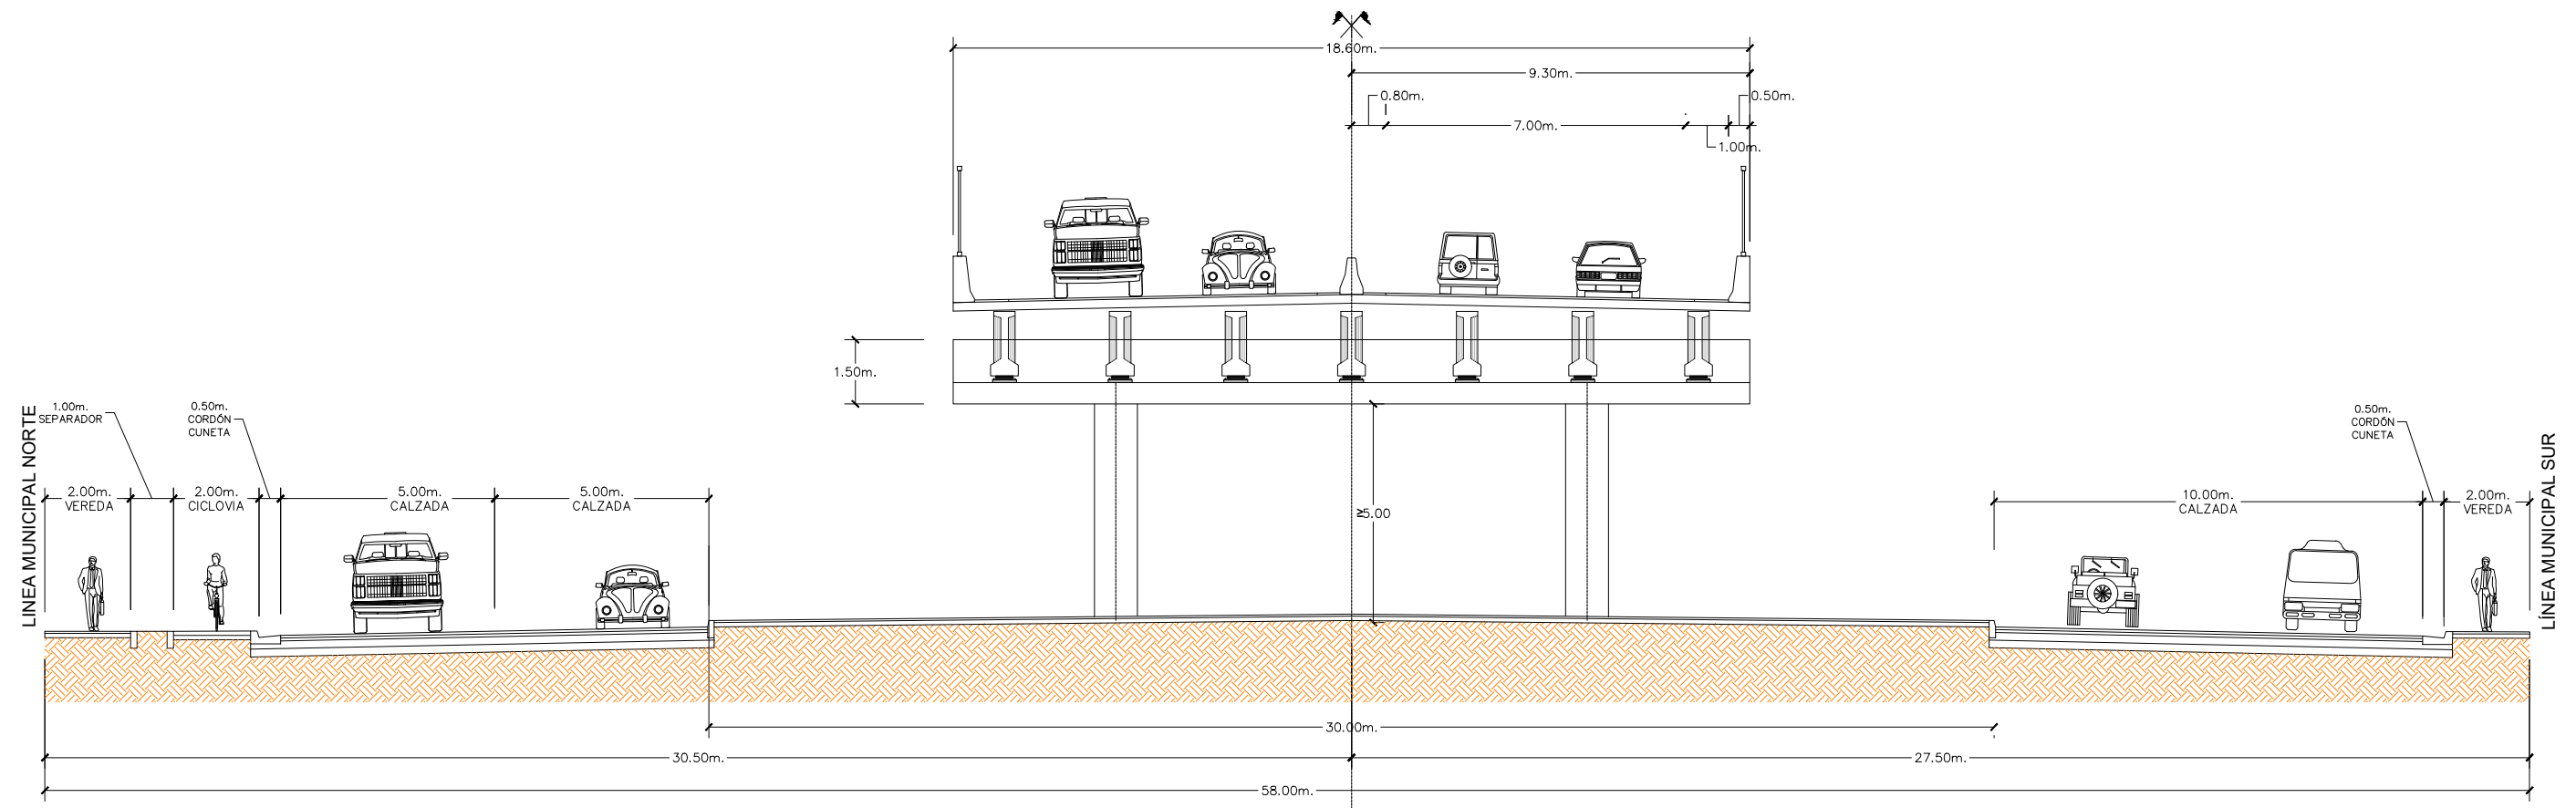 18.60m.
9.30m.
0.80m.
0.50m.
7.00m.
1.00m.
1.50m.
LÍNEA MUNICIPAL NORTE
1.00m.
SEPARADOR
0.50m.
CORDÓN
CUNETA
2.00m.
VEREDA
2.00m.
CICLOVIA
5.00m.
CALZADA
5.00m.
CALZADA
≥5.00
10.00m.
CALZADA
0.50m.
CORDÓN
CUNETA
2.00m.
VEREDA
LÍNEA MUNICIPAL SUR
30.00m.
30.50m.
27.50m.
58.00m.